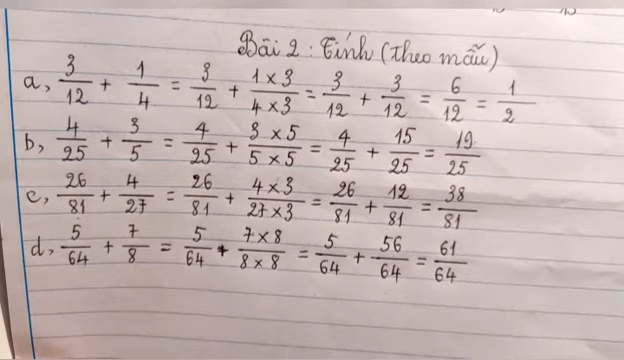 Bài 2 : Tính (theo mẫu)
a, 3/12 + 1/4 = 3/12 + 1 x 3/4 x 3 = 3/12 + 3/12 = 6/12 = 1/2
b, 4/25 + 3/5 = 4/25 + 3 x 5/5 x 5 = 4/25 + 15/25 = 19/25
c, 26/81 + 4/27 = 26/81 + 4 x 3/27 x 3 = 26/81 + 12/81 = 38/81
d, 5/64 + 7/8 = 5/64 + 7 x 8/8 x 8 = 5/64 + 56/64 = 61/64